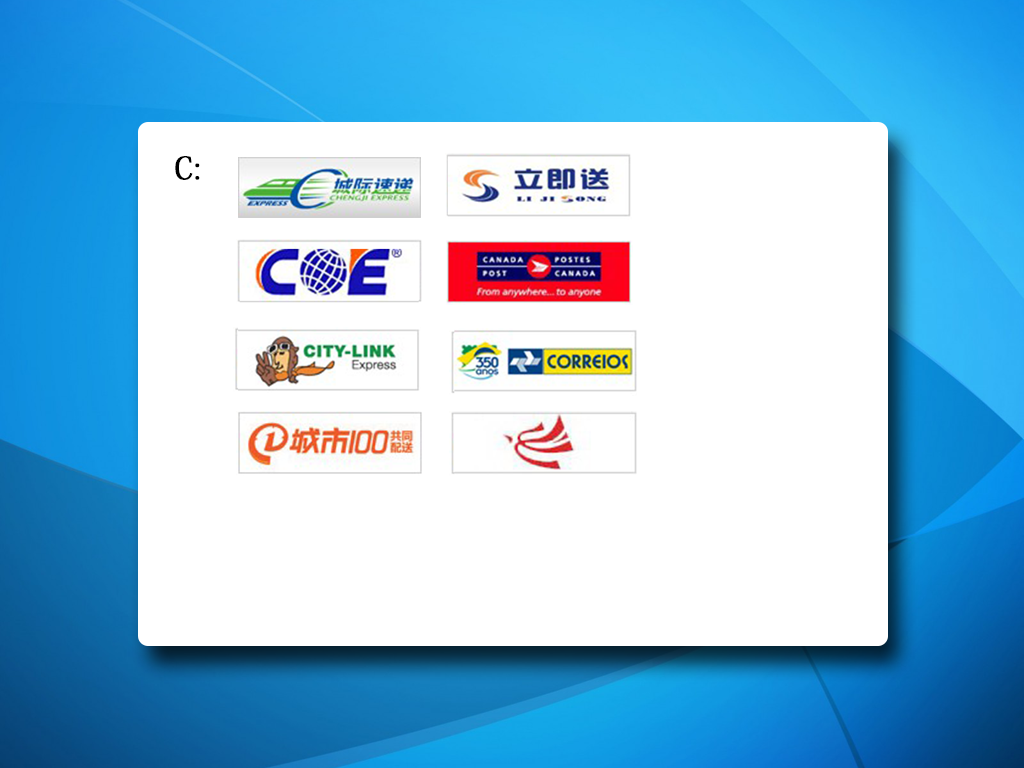 C:
城际速递
EXPRESS
CHENGJI EXPRESS
立即送
LI JI SONG
COE®
CANADA POSTES
POST CANADA
From anywhere... to anyone
CITY-LINK
Express
350
anos
CORREIOS
城市100
共同
配送